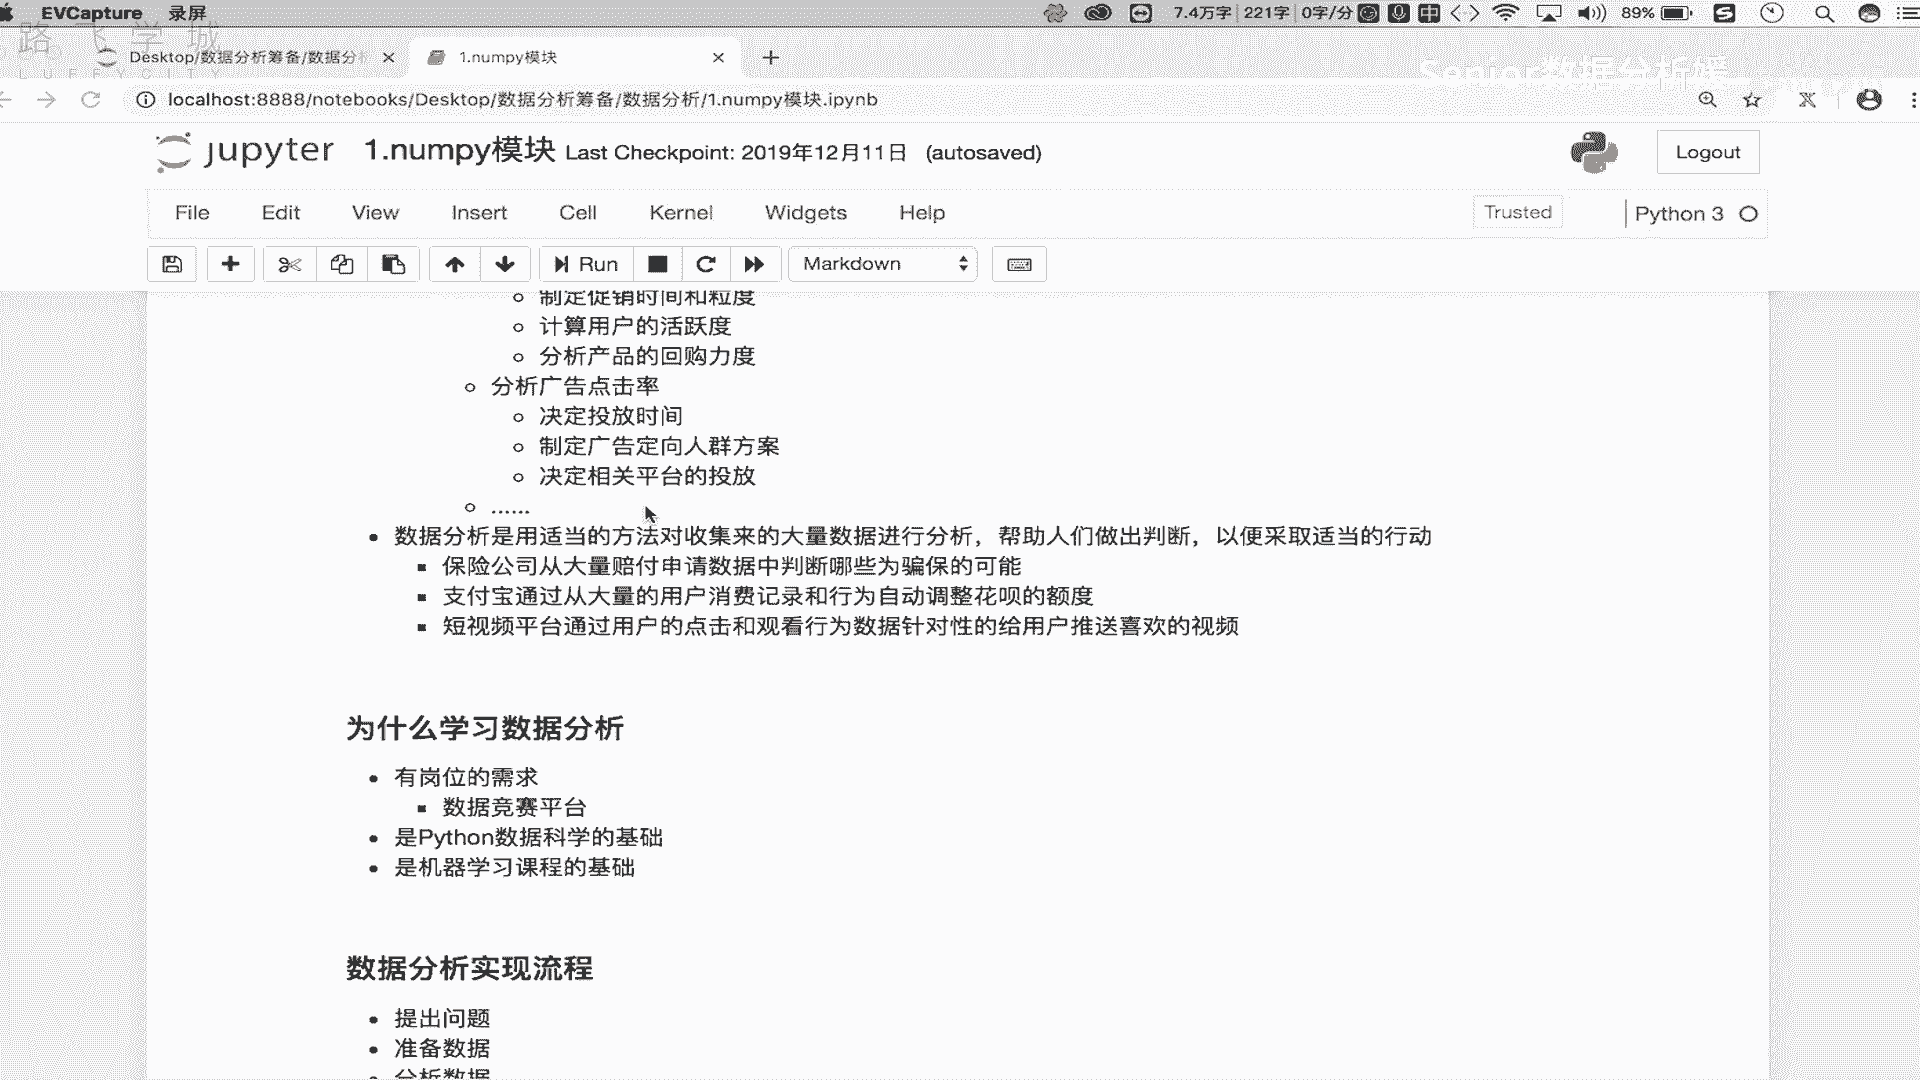 EVCapture 录屏
7.4万字 221字 0字/分 中 89% S
路飞学城
LUFFYCITY
Desktop/数据分析筹备/数据分析
1.numpy模块
Senior数据分析媛
localhost:8888/notebooks/Desktop/数据分析筹备/数据分析/1.numpy模块.ipynb
jupyter 1.numpy模块 Last Checkpoint: 2019年12月11日 (autosaved)
Logout
File Edit View Insert Cell Kernel Widgets Help
Trusted Python 3
Run Markdown
制定促销时间和粒度
计算用户的活跃度
分析产品的回购力度
分析广告点击率
决定投放时间
制定广告定向人群方案
决定相关平台的投放
......
数据分析是用适当的方法对收集来的大量数据进行分析，帮助人们做出判断，以便采取适当的行动
保险公司从大量赔付申请数据中判断哪些为骗保的可能
支付宝通过从大量的用户消费记录和行为自动调整花呗的额度
短视频平台通过用户的点击和观看行为数据针对性的给用户推送喜欢的视频
为什么学习数据分析
有岗位的需求
数据竞赛平台
是Python数据科学的基础
是机器学习课程的基础
数据分析实现流程
提出问题
准备数据
分析数据